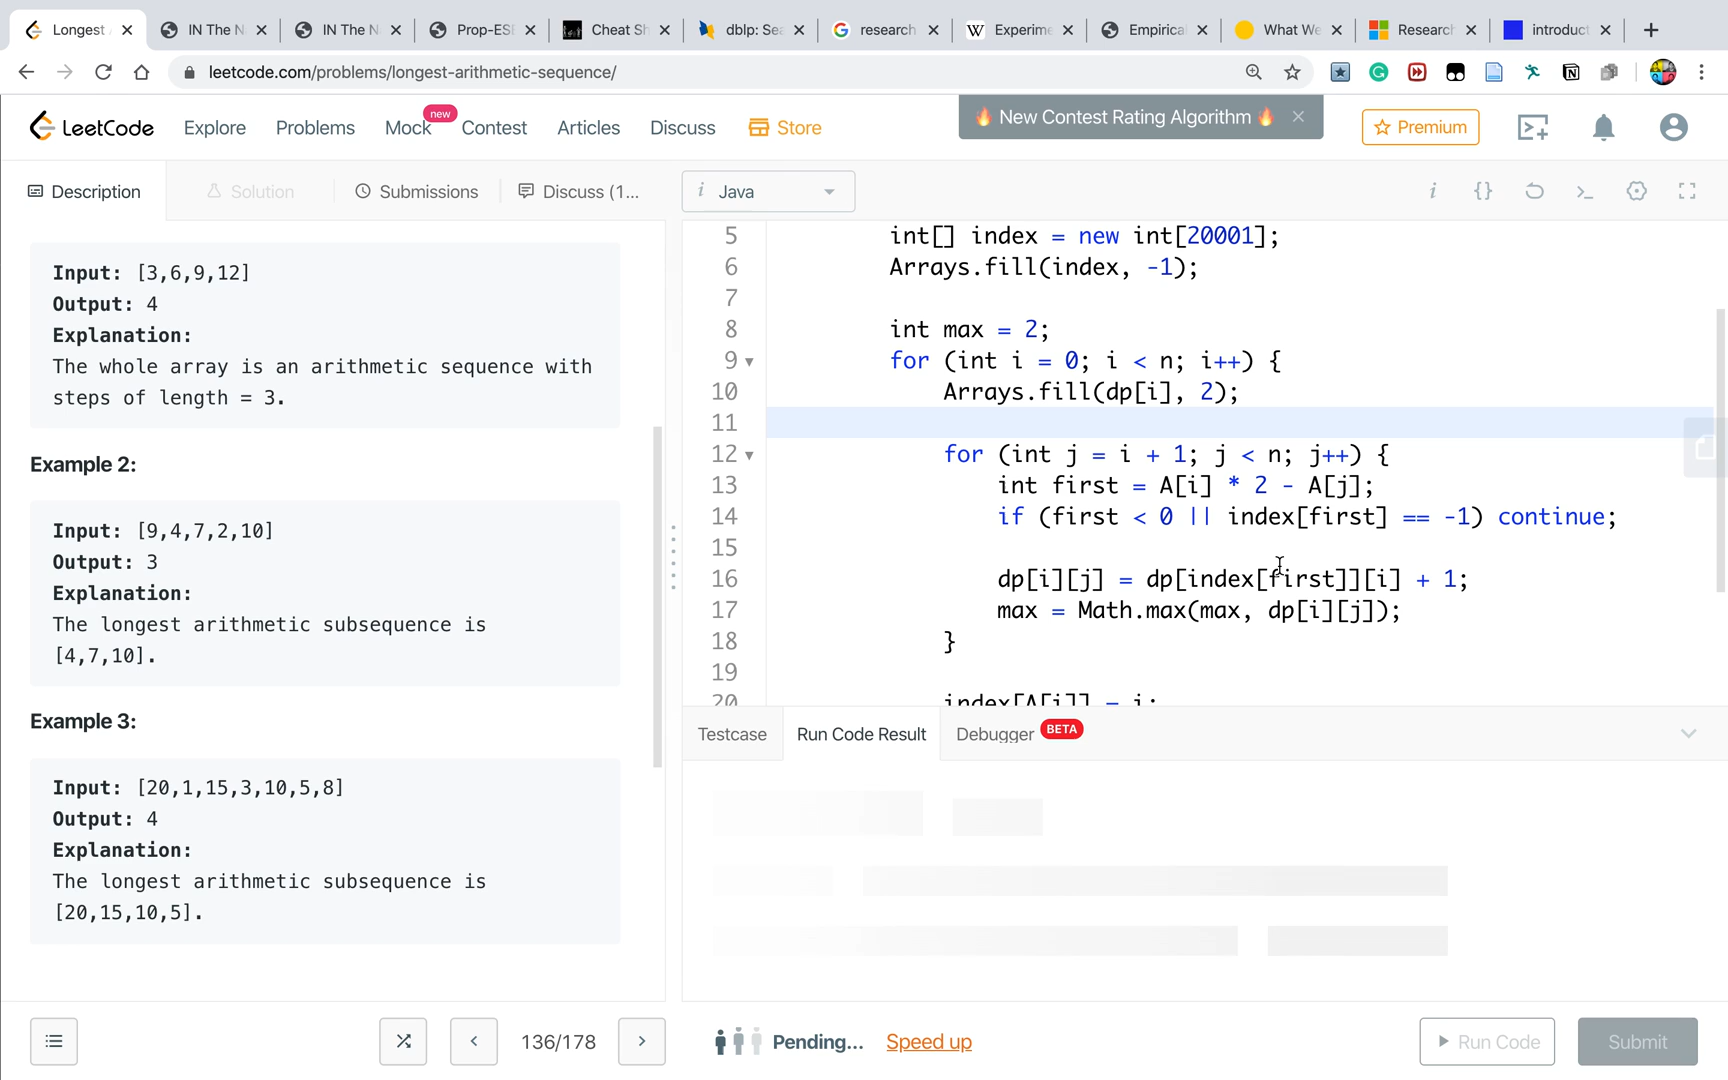 Longest
IN The N
IN The N
Prop-ESE
Cheat Sh
dblp: Sea
research
Experime
Empirical
What We
Research
introduct
leetcode.com/problems/longest-arithmetic-sequence/
LeetCode
Explore
Problems
Mock
new
Contest
Articles
Discuss
Store
New Contest Rating Algorithm
Premium
Description
Solution
Submissions
Discuss (1...
i Java
Input: [3,6,9,12]
Output: 4
Explanation:
The whole array is an arithmetic sequence with
steps of length = 3.
Example 2:
Input: [9,4,7,2,10]
Output: 3
Explanation:
The longest arithmetic subsequence is
[4,7,10].
Example 3:
Input: [20,1,15,3,10,5,8]
Output: 4
Explanation:
The longest arithmetic subsequence is
[20,15,10,5].
5 int[] index = new int[20001];
6 Arrays.fill(index, -1);
7
8 int max = 2;
9 for (int i = 0; i < n; i++) {
10 Arrays.fill(dp[i], 2);
11
12 for (int j = i + 1; j < n; j++) {
13 int first = A[i] * 2 - A[j];
14 if (first < 0 || index[first] == -1) continue;
15
16 dp[i][j] = dp[index[first]][i] + 1;
17 max = Math.max(max, dp[i][j]);
18 }
19
20 index[A[i]] = i;
Testcase
Run Code Result
Debugger
BETA
136/178
Pending...
Speed up
Run Code
Submit